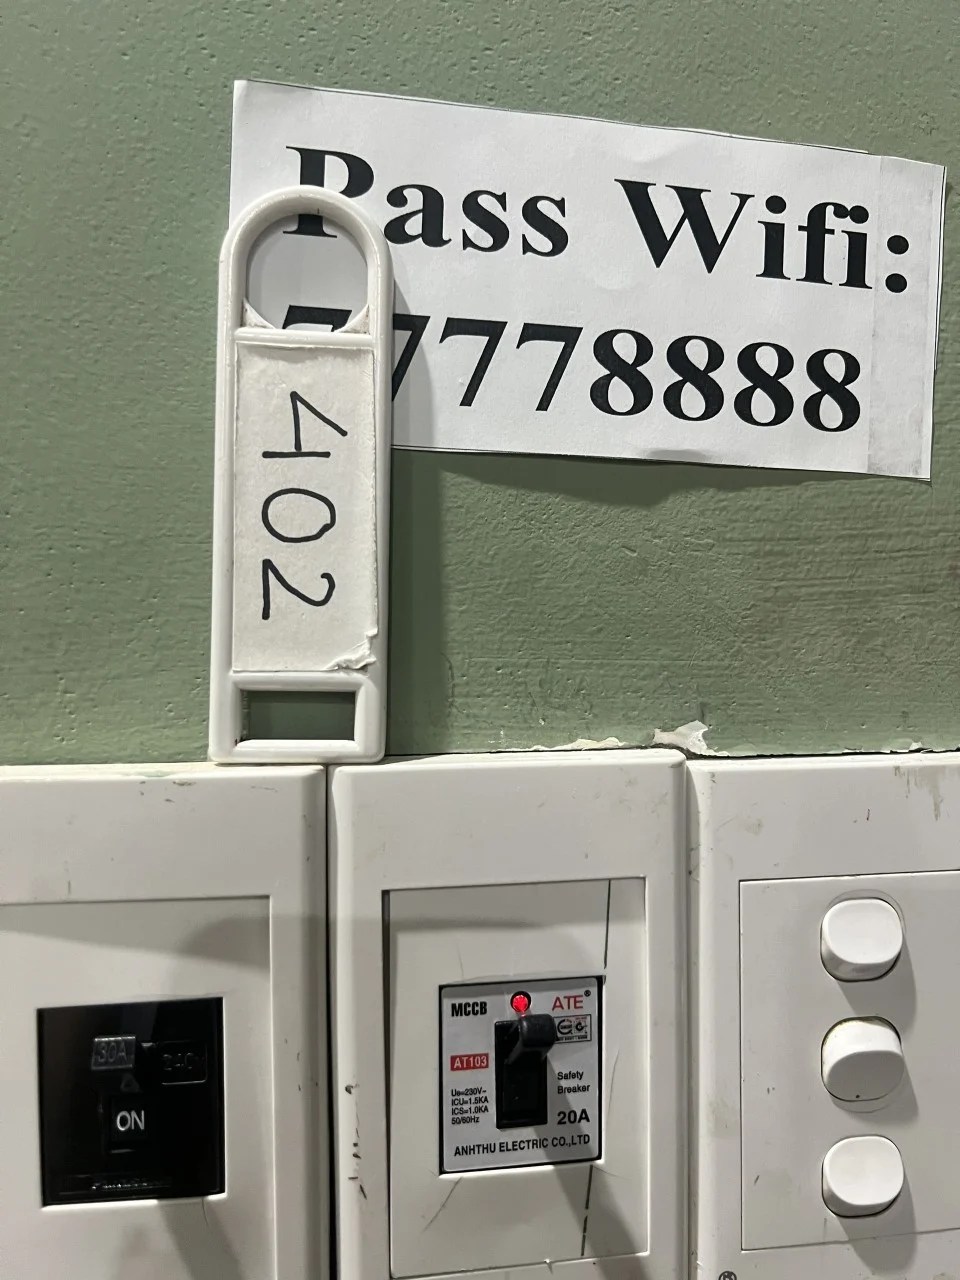 Pass Wifi:
77778888
402
30A
ON
MCCB
ATE®
AT103
Ue=230V~
ICU=1.5KA
ICS=1.0KA
50/60Hz
Safety
Breaker
20A
ANHTHU ELECTRIC CO.,LTD